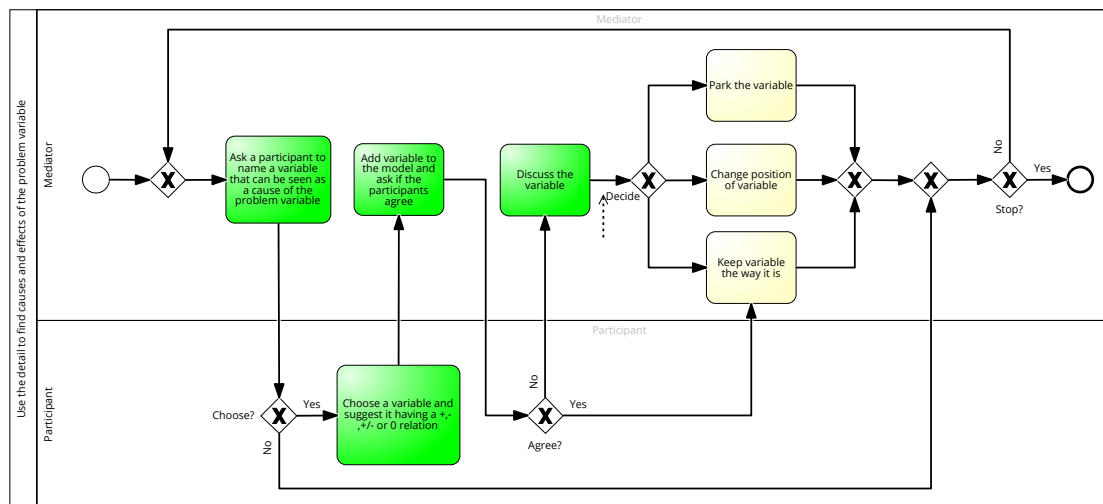 Use the detail to find causes and effects of the problem variable
Mediator
Mediator
Ask a participant to
name a variable
that can be seen as
a cause of the
problem variable
Add variable to
the model and
ask if the
participants
agree
Discuss the
variable
Decide
Park the variable
Change position
of variable
Keep variable
the way it is
No
Yes
Stop?
Participant
Participant
Choose?
Yes
No
Choose a variable and
suggest it having a +,-
,+/- or 0 relation
No
Yes
Agree?